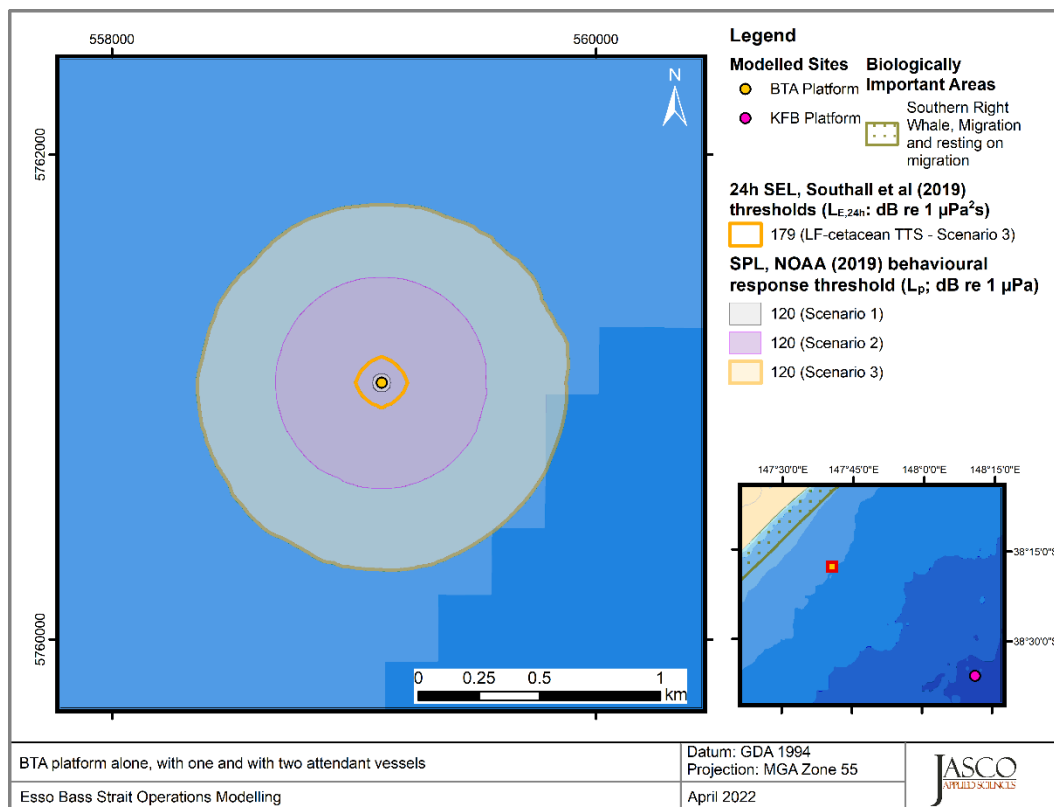 558000
560000
5762000
5760000
N
0 0.25 0.5 1
km
Legend
Modelled Sites
BTA Platform
KFB Platform
Biologically
Important Areas
Southern Right
Whale, Migration
and resting on
migration
24h SEL, Southall et al (2019)
thresholds (LE,24h: dB re 1 µPa²s)
179 (LF-cetacean TTS - Scenario 3)
SPL, NOAA (2019) behavioural
response threshold (Lp; dB re 1 µPa)
120 (Scenario 1)
120 (Scenario 2)
120 (Scenario 3)
147°30'0"E 147°45'0"E 148°0'0"E 148°15'0"E
38°15'0"S
38°30'0"S
BTA platform alone, with one and with two attendant vessels
Esso Bass Strait Operations Modelling
Datum: GDA 1994
Projection: MGA Zone 55
April 2022
JASCO
APPLIED SCIENCES